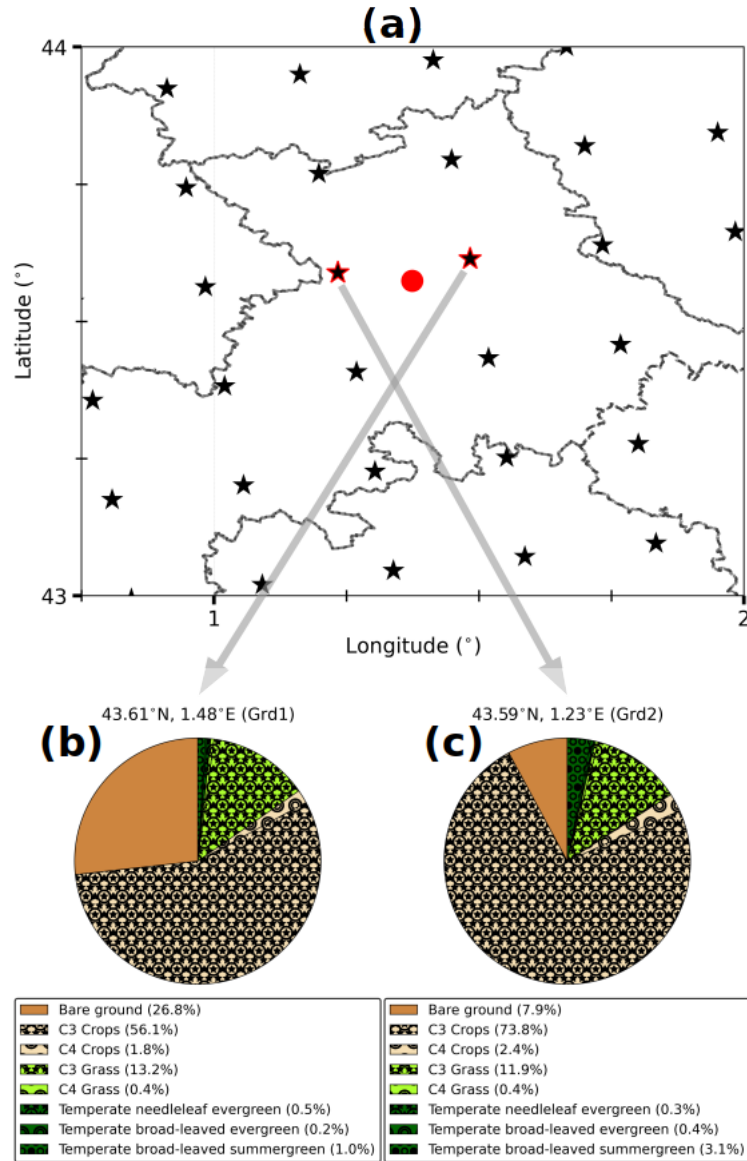 (a)
44
Latitude (°)
43
1
2
Longitude (°)
43.61°N, 1.48°E (Grd1)
43.59°N, 1.23°E (Grd2)
(b)
(c)
Bare ground (26.8%)
C3 Crops (56.1%)
C4 Crops (1.8%)
C3 Grass (13.2%)
C4 Grass (0.4%)
Temperate needleleaf evergreen (0.5%)
Temperate broad-leaved evergreen (0.2%)
Temperate broad-leaved summergreen (1.0%)
Bare ground (7.9%)
C3 Crops (73.8%)
C4 Crops (2.4%)
C3 Grass (11.9%)
C4 Grass (0.4%)
Temperate needleleaf evergreen (0.3%)
Temperate broad-leaved evergreen (0.4%)
Temperate broad-leaved summergreen (3.1%)